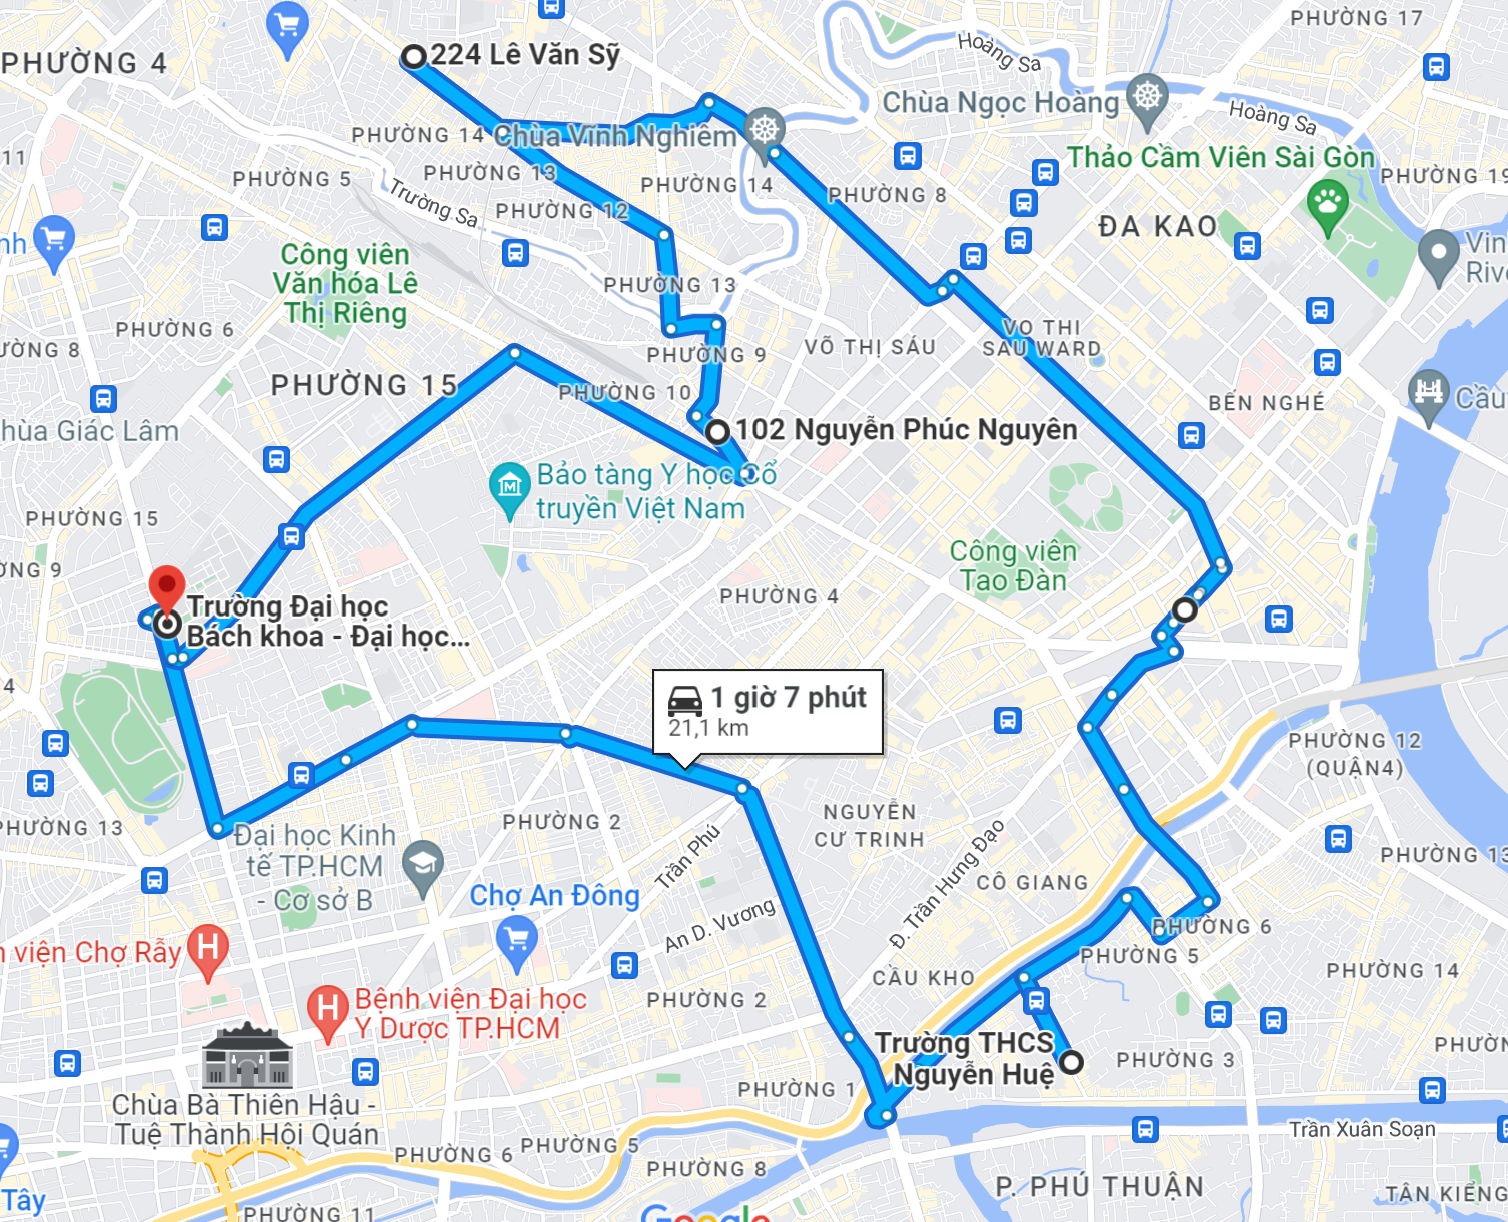 PHƯỜNG 17
Hoàng Sa
224 Lê Văn Sỹ
PHƯỜNG 4
Chùa Ngọc Hoàng
Hoàng Sa
PHƯỜNG 14
Chùa Vĩnh Nghiêm
11
Thảo Cầm Viên Sài Gòn
PHƯỜNG 13
PHƯỜNG 5
PHƯỜNG 14
PHƯỜNG 8
PHƯỜNG 19
Trường Sa
PHƯỜNG 12
ĐA KAO
nh
Vin
Rive
Công viên
Văn hóa Lê
Thị Riêng
PHƯỜNG 13
PHƯỜNG 6
VO THI
SAU WARD
VÕ THỊ SÁU
ƯỜNG 8
PHƯỜNG 9
PHƯỜNG 15
PHƯỜNG 10
BẾN NGHÉ
Cầu
hùa Giác Lâm
102 Nguyễn Phúc Nguyên
Bảo tàng Y học Cổ
truyền Việt Nam
PHƯỜNG 15
Công viên
Tao Đàn
ỜNG 9
PHƯỜNG 4
Trường Đại học
Bách khoa - Đại học...
4
1 giờ 7 phút
21,1 km
PHƯỜNG 12
(QUẬN4)
NGUYỄN
CƯ TRINH
PHƯỜNG 13
PHƯỜNG 2
Đại học Kinh
tế TP.HCM
- Cơ sở B
Trần Phú
Đ. Trần Hưng Đạo
PHƯỜNG 13
CÔ GIANG
Chợ An Đông
An D. Vương
PHƯỜNG 6
n viện Chợ Rẫy
PHƯỜNG 5
CẦU KHO
PHƯỜNG 14
Bệnh viện Đại học
Y Dược TP.HCM
PHƯỜNG 2
Trường THCS
Nguyễn Huệ
PHƯỜNG 3
PHƯỜN
PHƯỜNG 1
Chùa Bà Thiên Hậu -
Tuệ Thành Hội Quán
Trần Xuân Soạn
PHƯỜNG 6
PHƯỜNG 5
PHƯỜNG 8
P. PHÚ THUẬN
TÂN KIỂNG
Tây
PHƯỜNG 11
Google